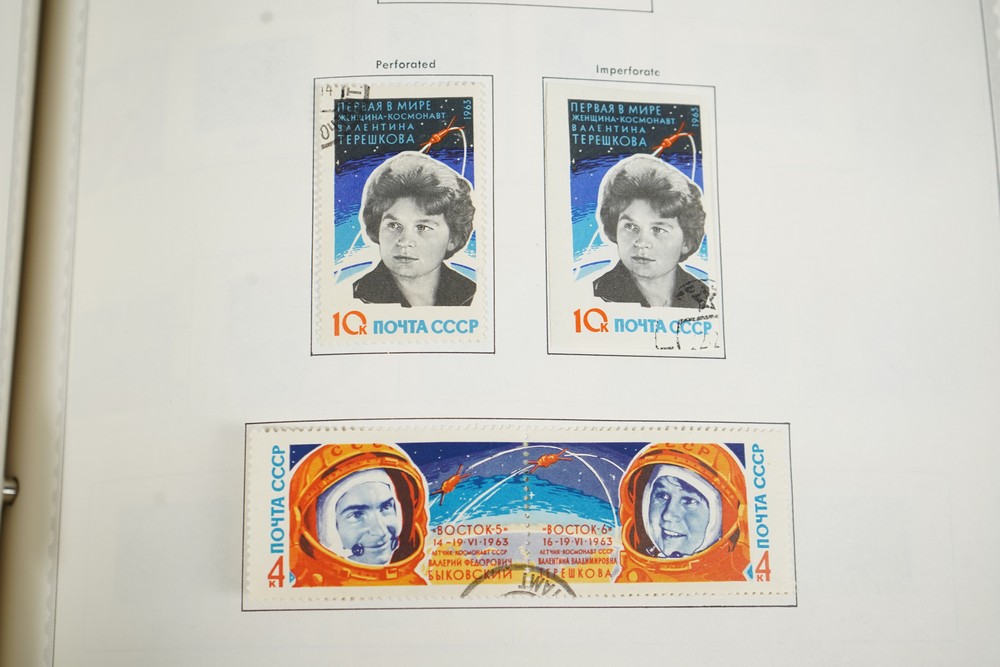 Perforated
Imperforate
14
ПЕРВАЯ В МИРЕ
ЖЕНЩИНА-КОСМОНАВТ
ВАЛЕНТИНА
ТЕРЕШКОВА
1963
10к ПОЧТА СССР
ПЕРВАЯ В МИРЕ
ЖЕНЩИНА-КОСМОНАВТ
ВАЛЕНТИНА
ТЕРЕШКОВА
1963
10к ПОЧТА СССР
ПОЧТА СССР
4к
"ВОСТОК-5"
14-19·VI·1963
ЛЕТЧИК-КОСМОНАВТ СССР
ВАЛЕРИЙ ФЕДОРОВИЧ
БЫКОВСКИЙ
"ВОСТОК-6"
16-19·VI·1963
ЛЕТЧИК-КОСМОНАВТ СССР
ВАЛЕНТИНА ВЛАДИМИРОВНА
ТЕРЕШКОВА
ПОЧТА СССР
4к